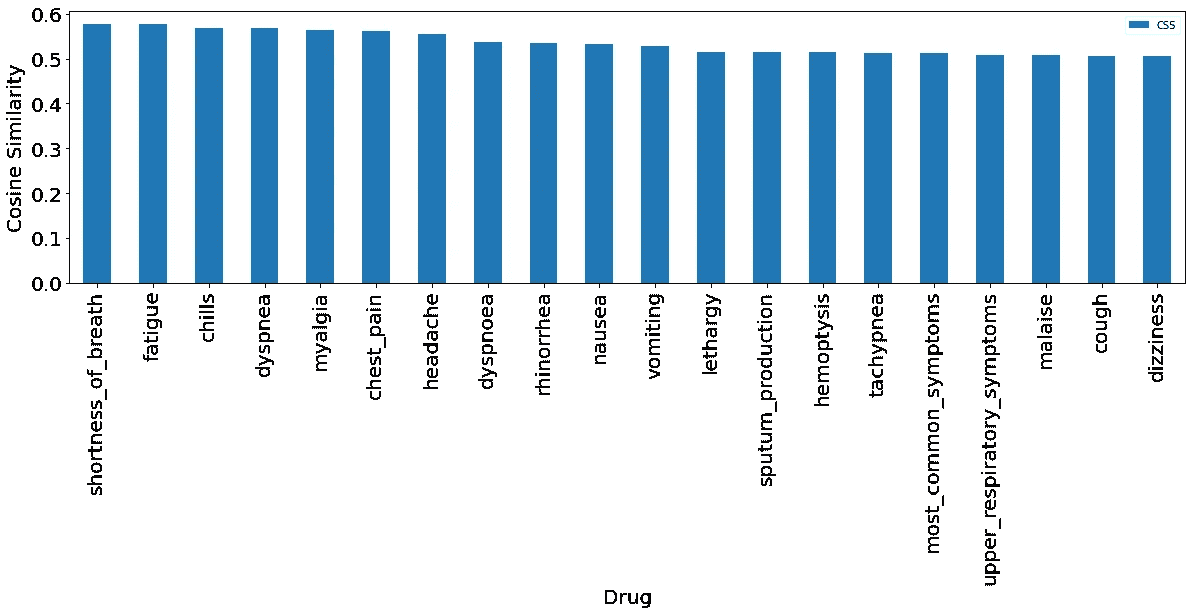 0.6
0.5
0.4
0.3
0.2
0.1
0.0
Cosine Similarity
css
shortness_of_breath
fatigue
chills
dyspnea
myalgia
chest_pain
headache
dyspnoea
rhinorrhea
nausea
vomiting
lethargy
sputum_production
hemoptysis
tachypnea
most_common_symptoms
upper_respiratory_symptoms
malaise
cough
dizziness
Drug